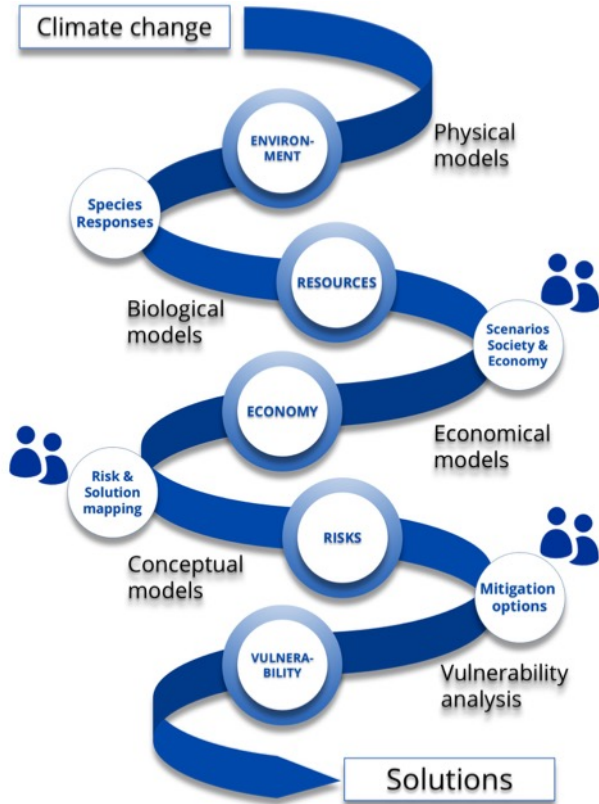 Climate change
ENVIRON-
MENT
Physical
models
Species
Responses
RESOURCES
Biological
models
Scenarios
Society &
Economy
ECONOMY
Economical
models
Risk &
Solution
mapping
RISKS
Conceptual
models
Mitigation
options
VULNERA-
BILITY
Vulnerability
analysis
Solutions